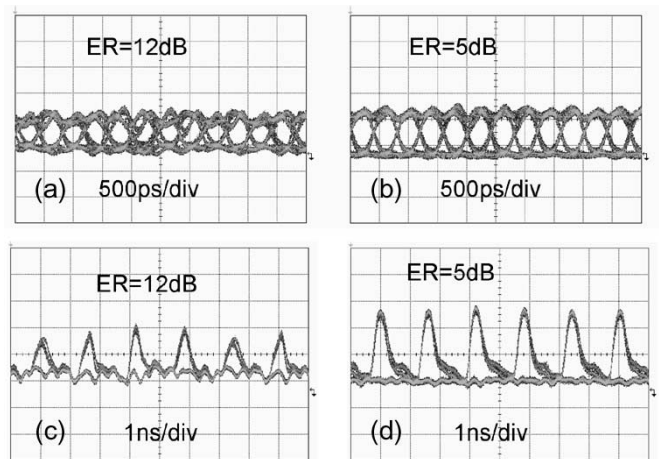 ER=12dB
ER=5dB
(a) 500ps/div
(b) 500ps/div
ER=12dB
ER=5dB
(c) 1ns/div
(d) 1ns/div